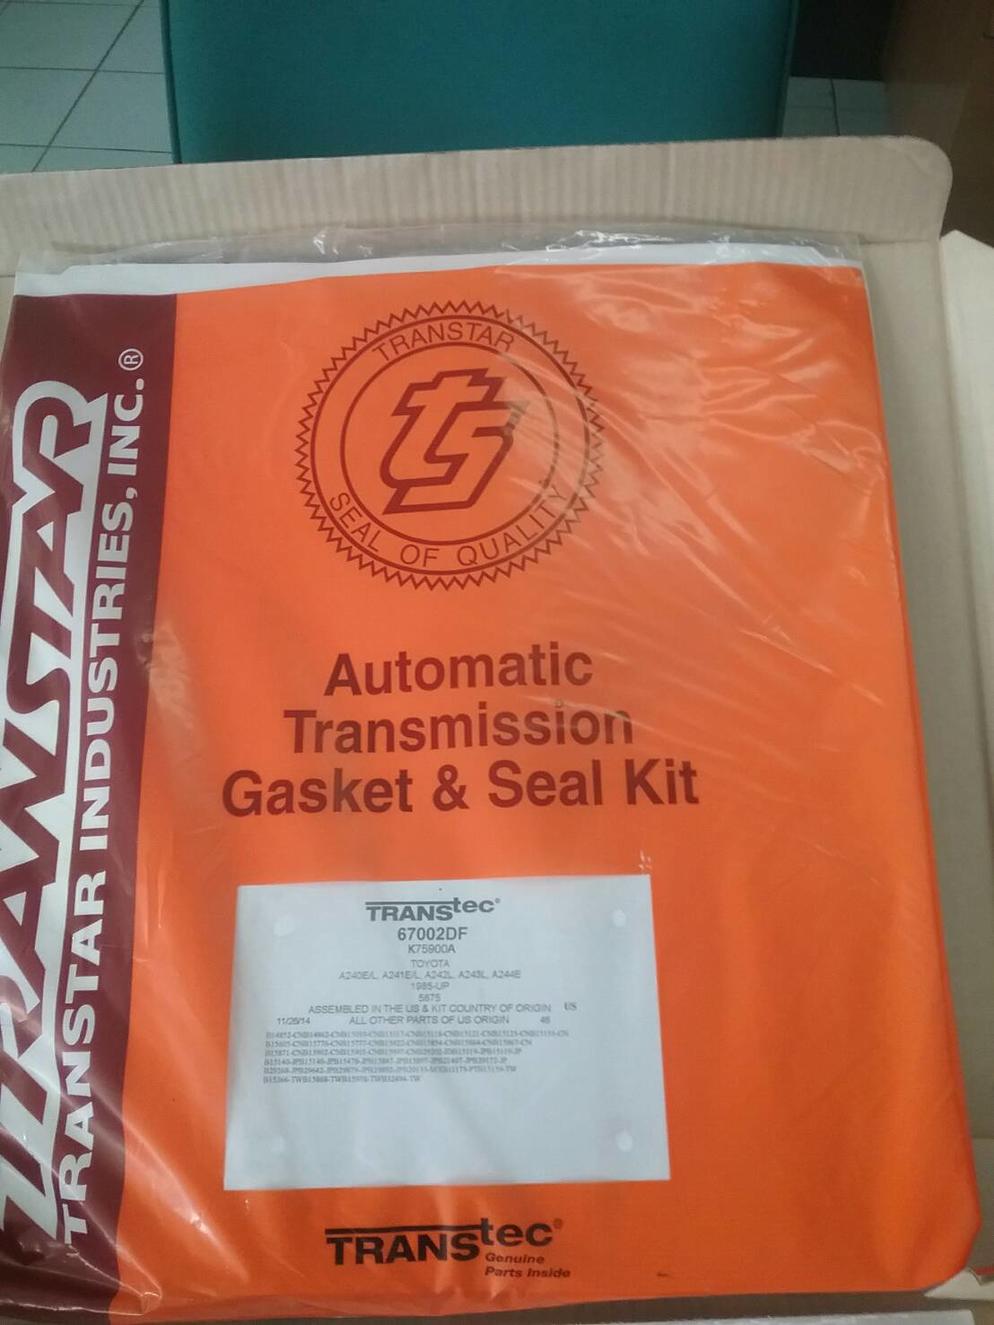 TRANSTAR
TRANSTAR INDUSTRIES, INC.®
TRANSTAR
ts
SEAL OF QUALITY®
Automatic
Transmission
Gasket & Seal Kit
TRANStec®
67002DF
K75900A
TOYOTA
A240E/L, A241E/L, A242L, A243L, A244E
1985-UP
5675
ASSEMBLED IN THE US & KIT COUNTRY OF ORIGIN US
11/26/14 ALL OTHER PARTS OF US ORIGIN 46
TRANStec®
Genuine
Parts Inside